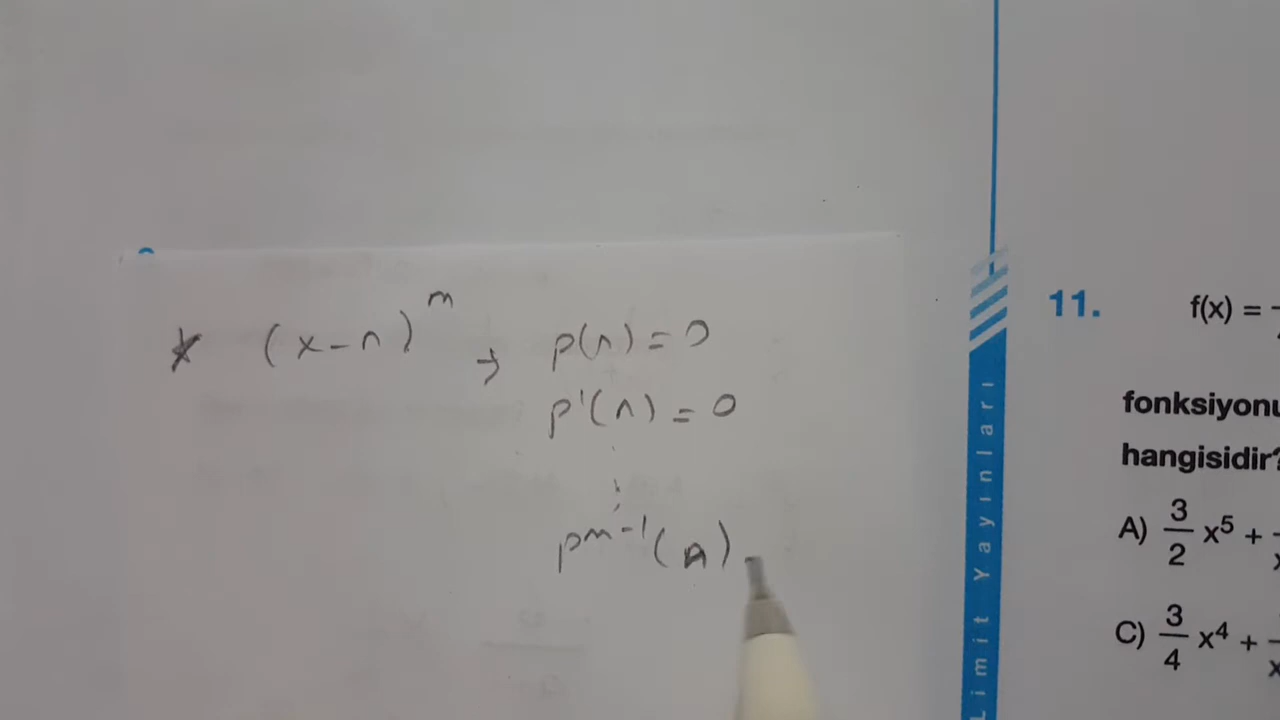 * (x-n)^m → p(n) = 0
p'(n) = 0
⋮
p^m-1(n)
Limit Yayınları
11. f(x) =
fonksiyonu
hangisidir?
A) 3/2 x^5 +
C) 3/4 x^4 +